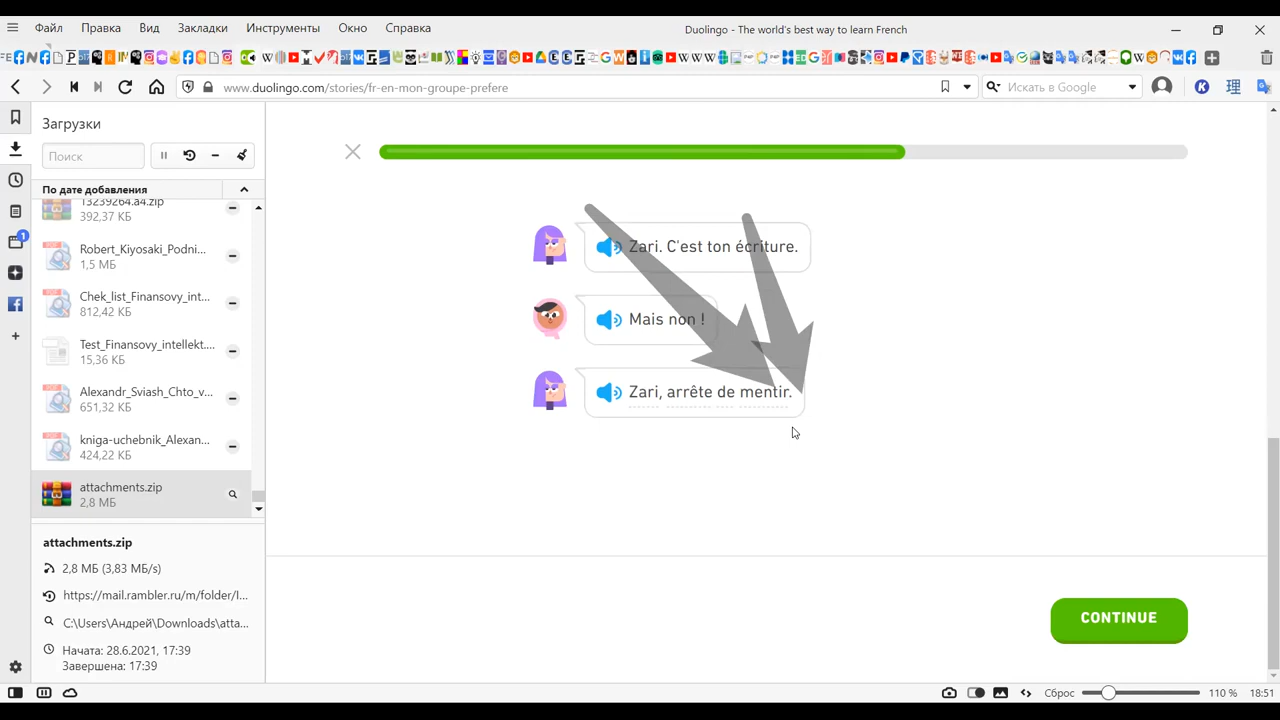 Файл Правка Вид Закладки Инструменты Окно Справка
Duolingo - The world's best way to learn French
www.duolingo.com/stories/fr-en-mon-groupe-prefere
Искать в Google
Загрузки
Поиск
По дате добавления
13239264.a4.zip
392,37 КБ
Robert_Kiyosaki_Podni...
1,5 МБ
Chek_list_Finansovy_int...
812,42 КБ
Test_Finansovy_intellekt....
15,36 КБ
Alexandr_Sviash_Chto_v...
651,32 КБ
kniga-uchebnik_Alexan...
424,22 КБ
attachments.zip
2,8 МБ
attachments.zip
2,8 МБ (3,83 МБ/s)
https://mail.rambler.ru/m/folder/I...
C:\Users\Андрей\Downloads\atta...
Начата: 28.6.2021, 17:39
Завершена: 17:39
1
Zari. C'est ton écriture.
Mais non !
Zari, arrête de mentir.
CONTINUE
Сброс
110 %
18:51